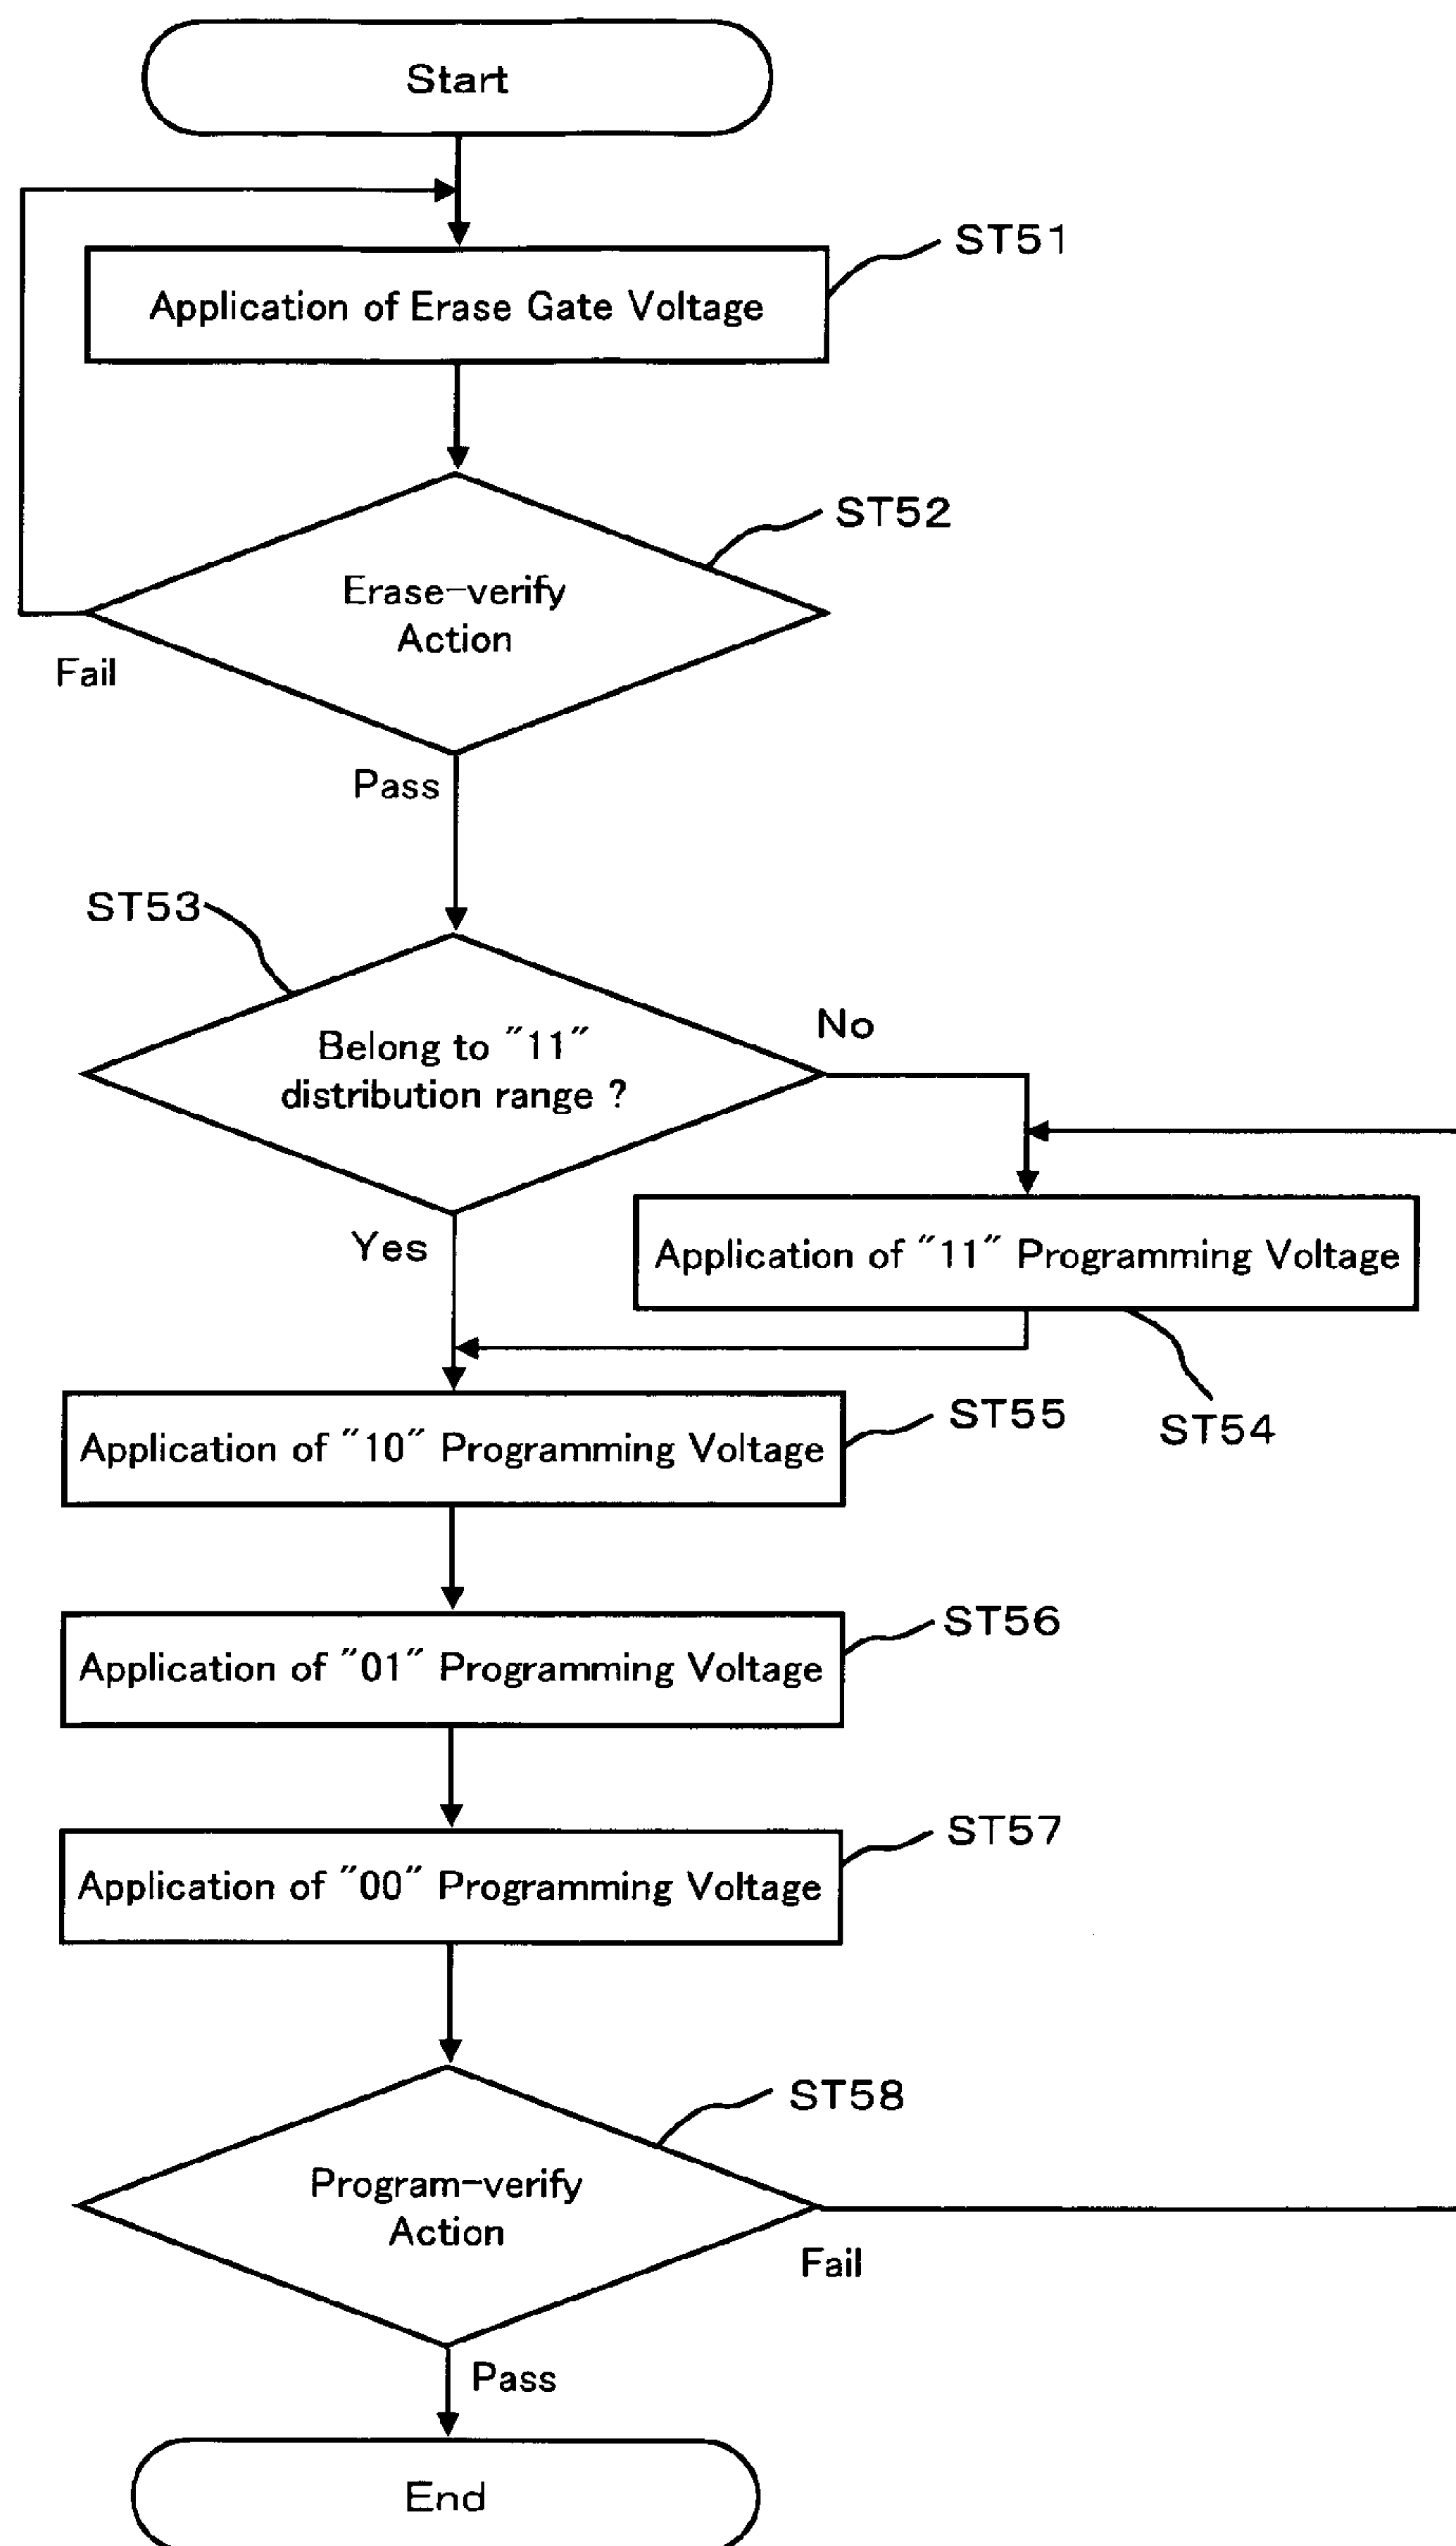 Start
ST51
Application of Erase Gate Voltage
ST52
Erase-verify
Action
Fail
Pass
ST53
No
Belong to "11"
distribution range ?
Yes
Application of "11" Programming Voltage
ST54
ST55
Application of "10" Programming Voltage
ST56
Application of "01" Programming Voltage
ST57
Application of "00" Programming Voltage
ST58
Program-verify
Action
Fail
Pass
End